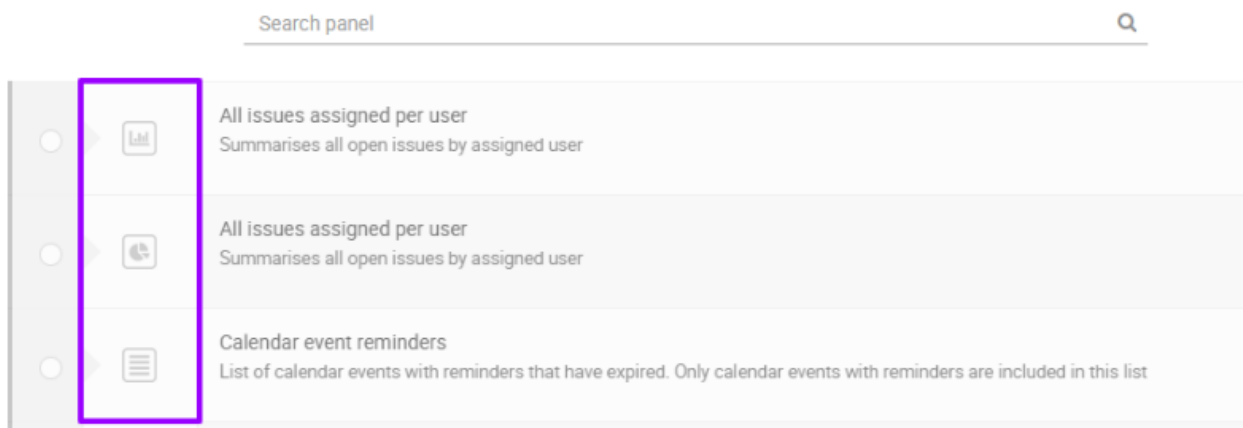 Search panel
All issues assigned per user
Summarises all open issues by assigned user
All issues assigned per user
Summarises all open issues by assigned user
Calendar event reminders
List of calendar events with reminders that have expired. Only calendar events with reminders are included in this list